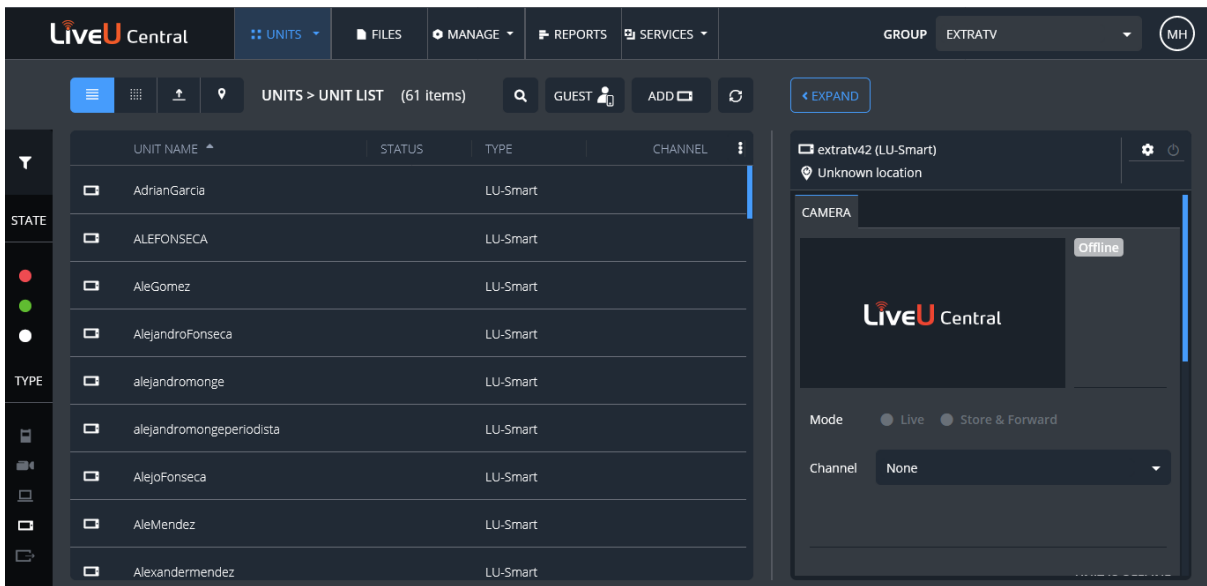 LiveU Central
UNITS
FILES
MANAGE
REPORTS
SERVICES
GROUP
EXTRATV
MH
UNITS > UNIT LIST (61 items)
GUEST
ADD
EXPAND
UNIT NAME STATUS TYPE CHANNEL
AdrianGarcia LU-Smart
ALEFONSECA LU-Smart
AleGomez LU-Smart
AlejandroFonseca LU-Smart
alejandromonge LU-Smart
alejandromongeperiodista LU-Smart
AlejoFonseca LU-Smart
AleMendez LU-Smart
Alexandermendez LU-Smart
STATE
TYPE
extratv42 (LU-Smart)
Unknown location
CAMERA
Offline
LiveU Central
Mode Live Store & Forward
Channel None